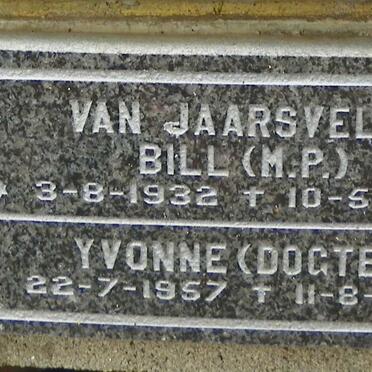 VAN JAARSVEL
BILL (M.P.)
* 3-8-1932 † 10-5
YVONNE (DOGTE
22-7-1957 † 11-8-